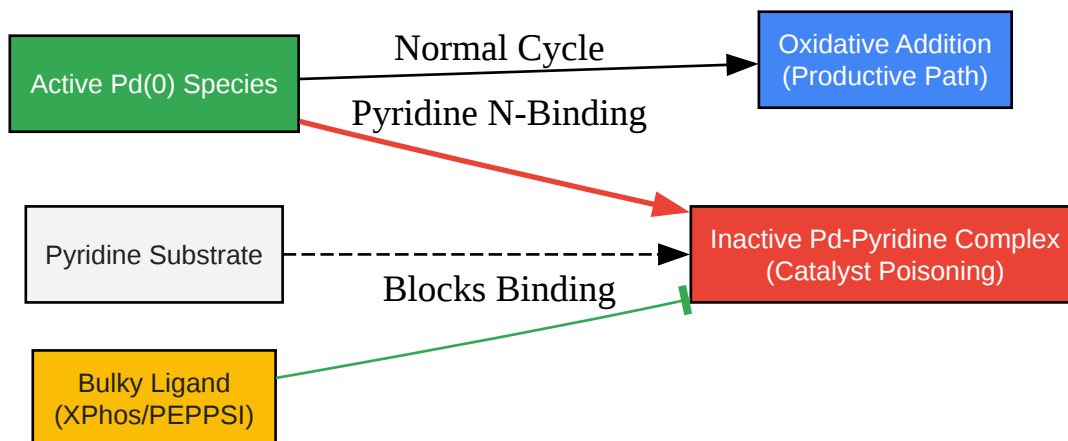 Active Pd(0) Species
Normal Cycle
Oxidative Addition
(Productive Path)
Pyridine N-Binding
Pyridine Substrate
Inactive Pd-Pyridine Complex
(Catalyst Poisoning)
Blocks Binding
Bulky Ligand
(XPhos/PEPPSI)